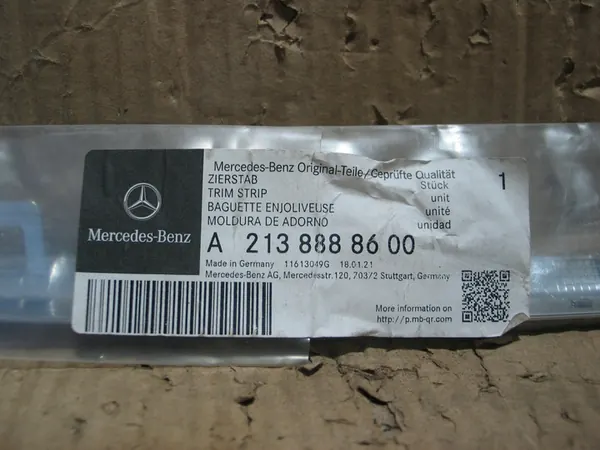 Mercedes-Benz Original-Teile/Geprüfte Qualität
ZIERSTAB Stück 1
TRIM STRIP unit
BAGUETTE ENJOLIVEUSE unité
MOLDURA DE ADORNO unidad
Mercedes-Benz
A 213 888 86 00
Made in Germany 11613049G 18.01.21
Mercedes-Benz AG, Mercedesstr.120, 70372 Stuttgart, Germany
More information on
http://p.mb-qr.com